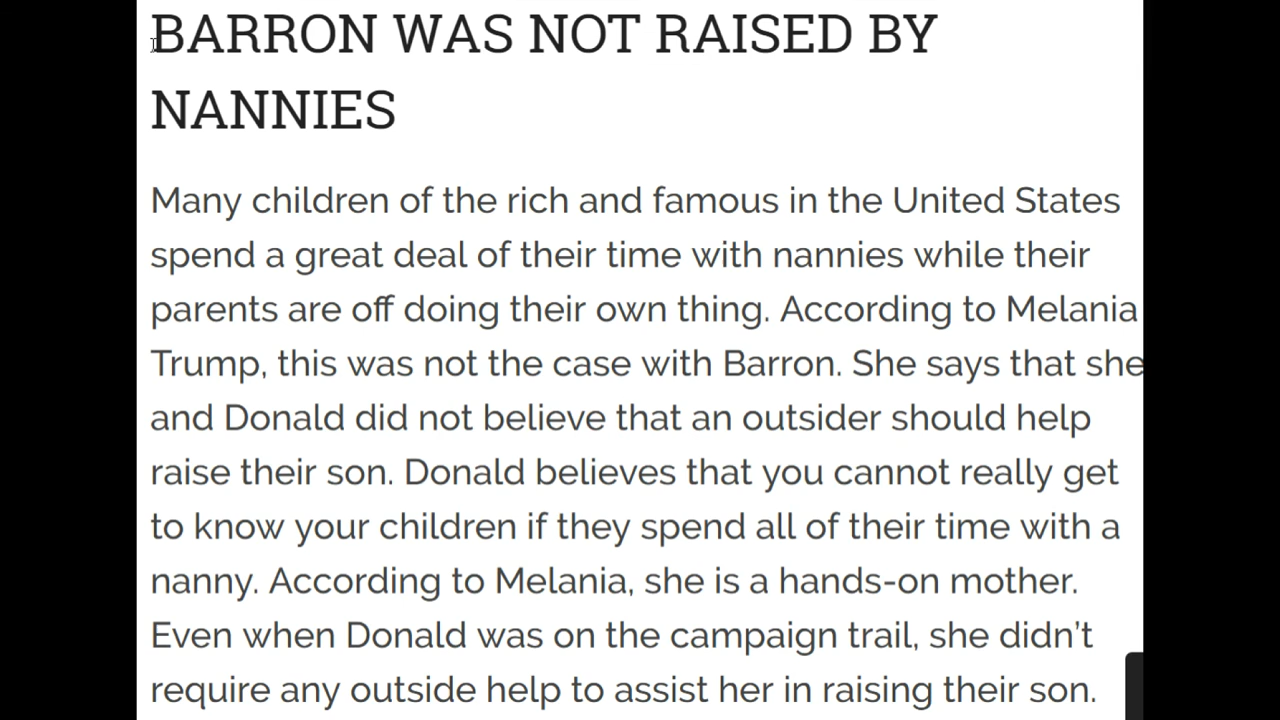 BARRON WAS NOT RAISED BY
NANNIES
Many children of the rich and famous in the United States
spend a great deal of their time with nannies while their
parents are off doing their own thing. According to Melania
Trump, this was not the case with Barron. She says that she
and Donald did not believe that an outsider should help
raise their son. Donald believes that you cannot really get
to know your children if they spend all of their time with a
nanny. According to Melania, she is a hands-on mother.
Even when Donald was on the campaign trail, she didn’t
require any outside help to assist her in raising their son.